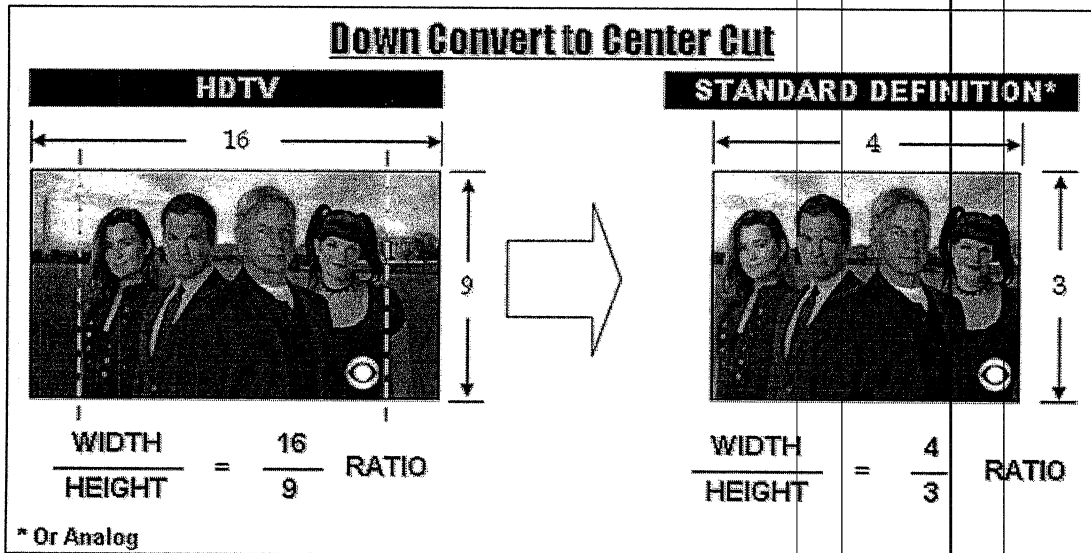 Down Convert to Center Cut
HDTV
16
9
WIDTH
HEIGHT
=
16
9
RATIO
STANDARD DEFINITION*
4
3
WIDTH
HEIGHT
=
4
3
RATIO
* Or Analog